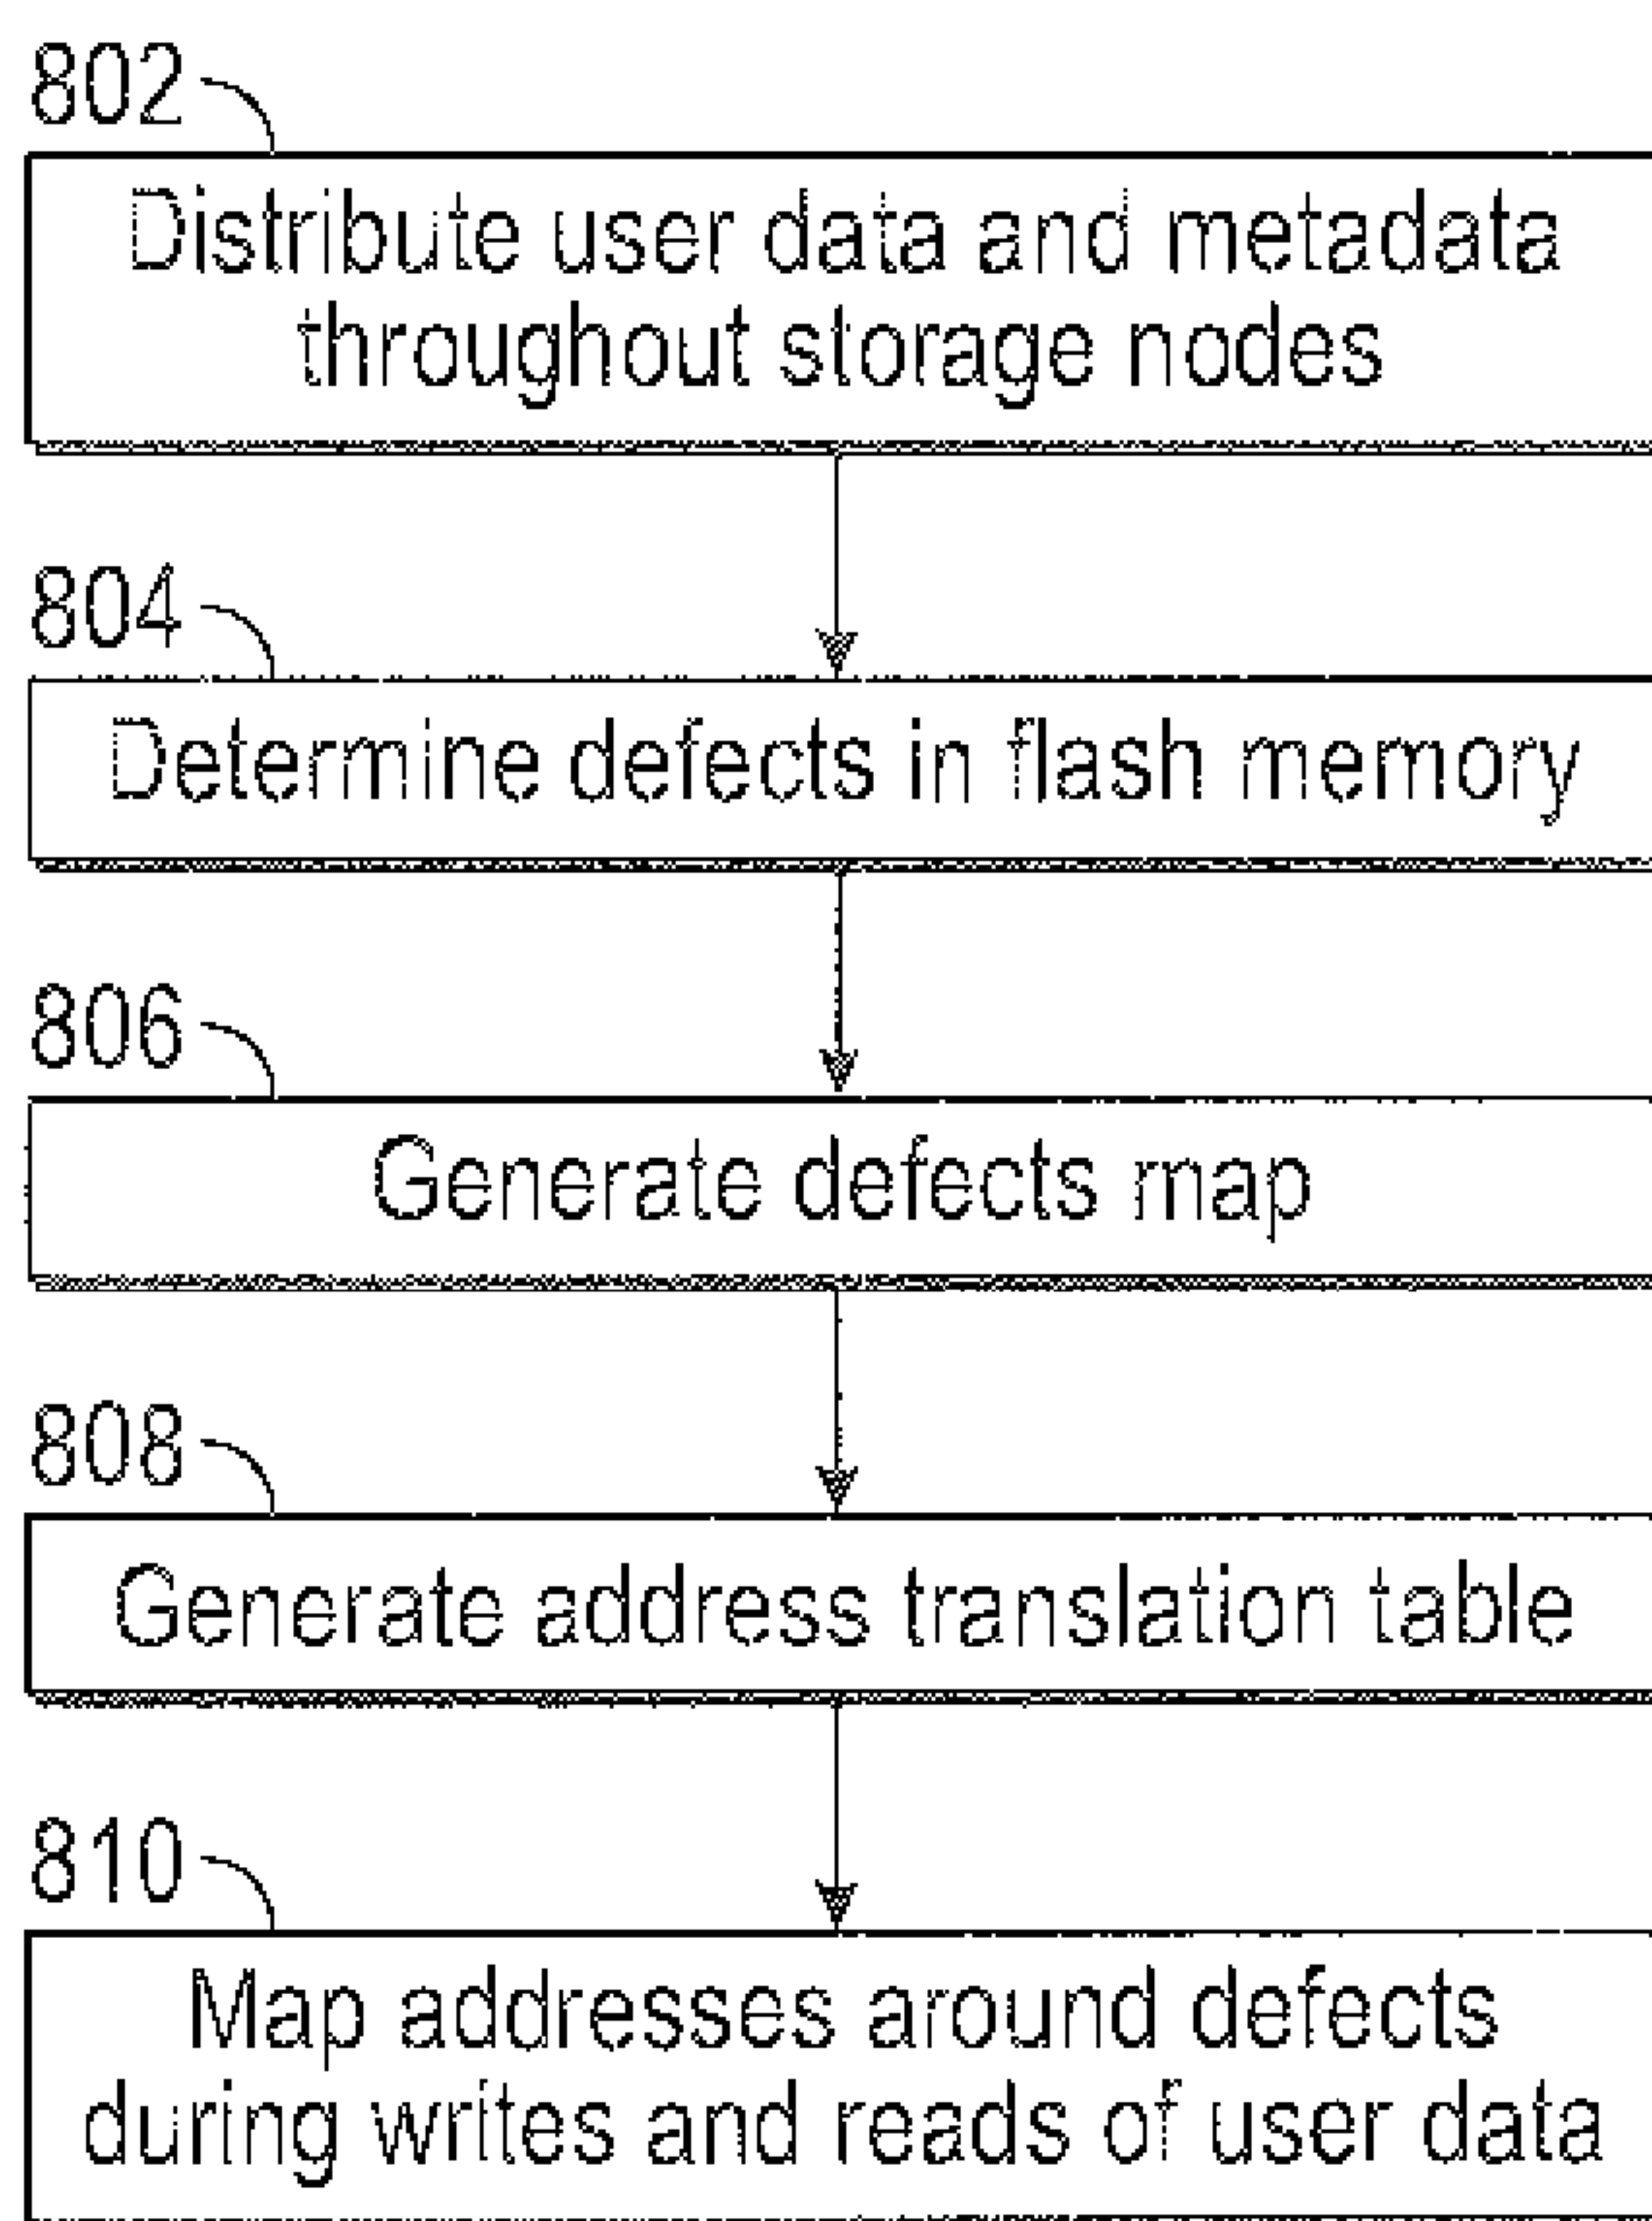 802
Distribute user data and metadata
throughout storage nodes
804
Determine defects in flash memory
806
Generate defects map
808
Generate address translation table
810
Map addresses around defects
during writes and reads of user data